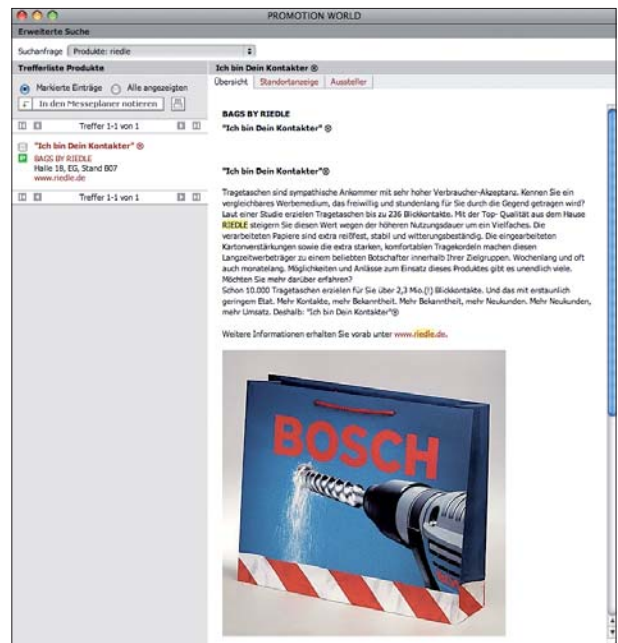 PROMOTION WORLD
Erweiterte Suche
Suchanfrage Produkte: riedle
Trefferliste Produkte
Markierte Einträge Alle angezeigten
In den Messeplaner notieren
Treffer 1-1 von 1
"Ich bin Dein Kontakter" ®
BAGS BY RIEDLE
Halle 18, EG, Stand B07
www.riedle.de
Treffer 1-1 von 1
Ich bin Dein Kontakter ®
Übersicht Standortanzeige Aussteller
BAGS BY RIEDLE
"Ich bin Dein Kontakter" ®
"Ich bin Dein Kontakter"®
Tragetaschen sind sympathische Ankommer mit sehr hoher Verbraucher-Akzeptanz. Kennen Sie ein
vergleichbares Werbemedium, das freiwillig und stundenlang für Sie durch die Gegend getragen wird?
Laut einer Studie erzielen Tragetaschen bis zu 236 Blickkontakte. Mit der Top- Qualität aus dem Hause
RIEDLE steigern Sie diesen Wert wegen der höheren Nutzungsdauer um ein Vielfaches. Die
verarbeiteten Papiere sind extra reißfest, stabil und witterungsbeständig. Die eingearbeiteten
Kartonverstärkungen sowie die extra starken, komfortablen Tragekordeln machen diesen
Langzeitwerbeträger zu einem beliebten Botschafter innerhalb Ihrer Zielgruppen. Wochenlang und oft
auch monatelang. Möglichkeiten und Anlässe zum Einsatz dieses Produktes gibt es unendlich viele.
Möchten Sie mehr darüber erfahren?
Schon 10.000 Tragetaschen erzielen für Sie über 2,3 Mio.(!) Blickkontakte. Und das mit erstaunlich
geringem Etat. Mehr Kontakte, mehr Bekanntheit. Mehr Bekanntheit, mehr Neukunden. Mehr Neukunden,
mehr Umsatz. Deshalb: "Ich bin Dein Kontakter"®
Weitere Informationen erhalten Sie vorab unter www.riedle.de.
BOSCH